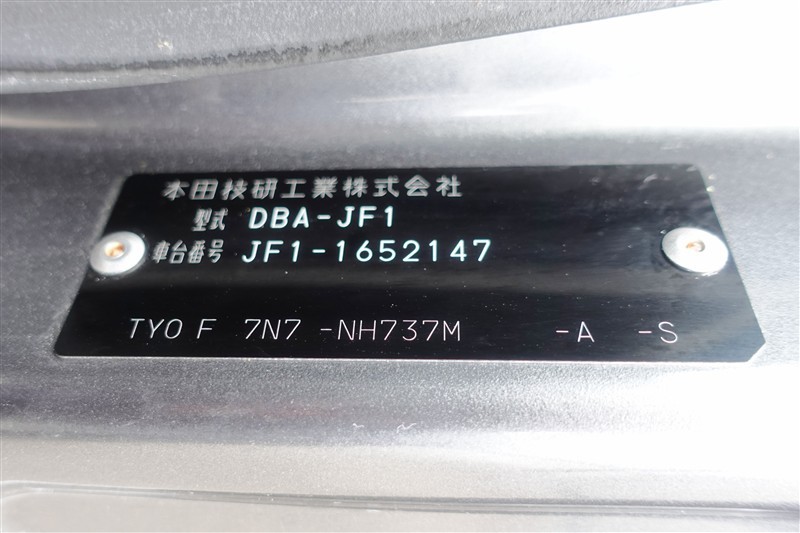 本田技研工業株式会社
型式 DBA-JF1
車台番号 JF1-1652147
TYO F 7N7 -NH737M -A -S